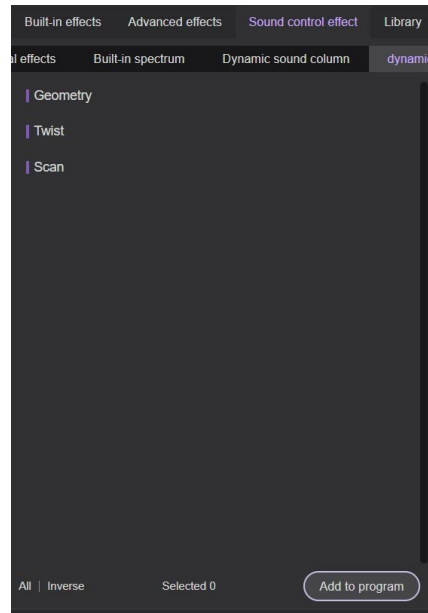 Built-in effects Advanced effects Sound control effect Library
l effects Built-in spectrum Dynamic sound column dynami
Geometry
Twist
Scan
All | Inverse Selected 0 Add to program